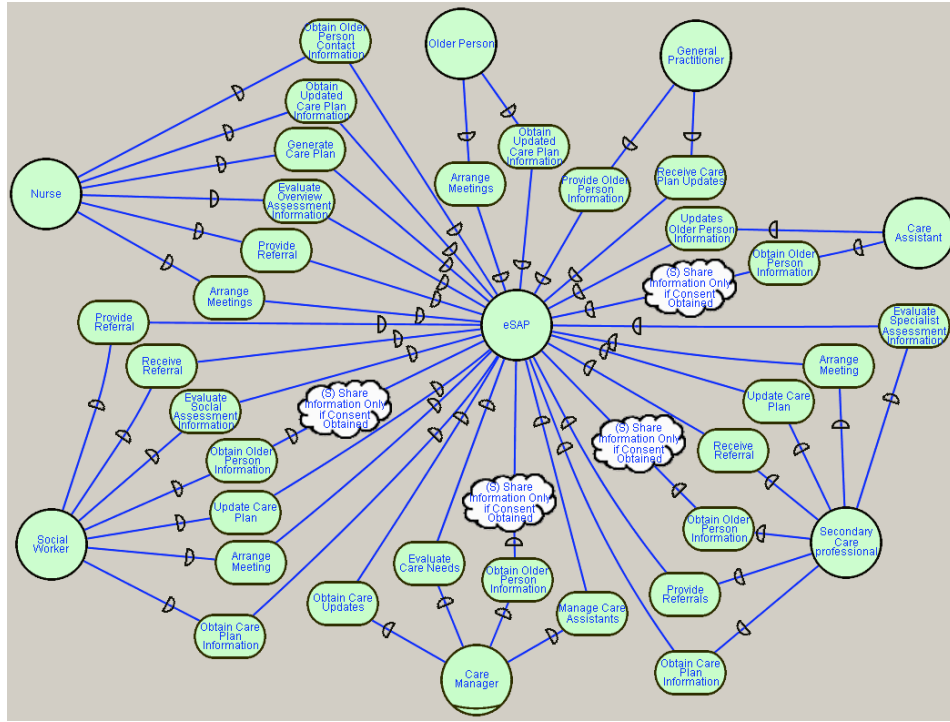 Obtain Older
Person
Contact
Information
Older Person
General
Practitioner
Obtain
Updated
Care Plan
Information
Generate
Care Plan
Obtain
Updated
Care Plan
Information
Nurse
Evaluate
Overview
Assessment
Information
Arrange
Meetings
Provide Older
Person
Information
Receive Care
Plan Updates
Updates
Older Person
Information
Care
Assistant
Provide
Referral
Obtain Older
Person
Information
(S) Share
Information Only
if Consent
Obtained
Arrange
Meetings
Provide
Referral
eSAP
Evaluate
Specialist
Assessment
Information
Receive
Referral
Arrange
Meeting
Evaluate
Social
Assessment
Information
(S) Share
Information Only
if Consent
Obtained
Update Care
Plan
(S) Share
Information Only
if Consent
Obtained
Receive
Referral
Obtain Older
Person
Information
(S) Share
Information Only
if Consent
Obtained
Update Care
Plan
Obtain Older
Person
Information
Social
Worker
Arrange
Meeting
Secondary
Care
professional
Evaluate
Care Needs
Obtain Older
Person
Information
Obtain Care
Updates
Manage Care
Assistants
Provide
Referrals
Obtain Care
Plan
Information
Obtain Care
Plan
Information
Care
Manager